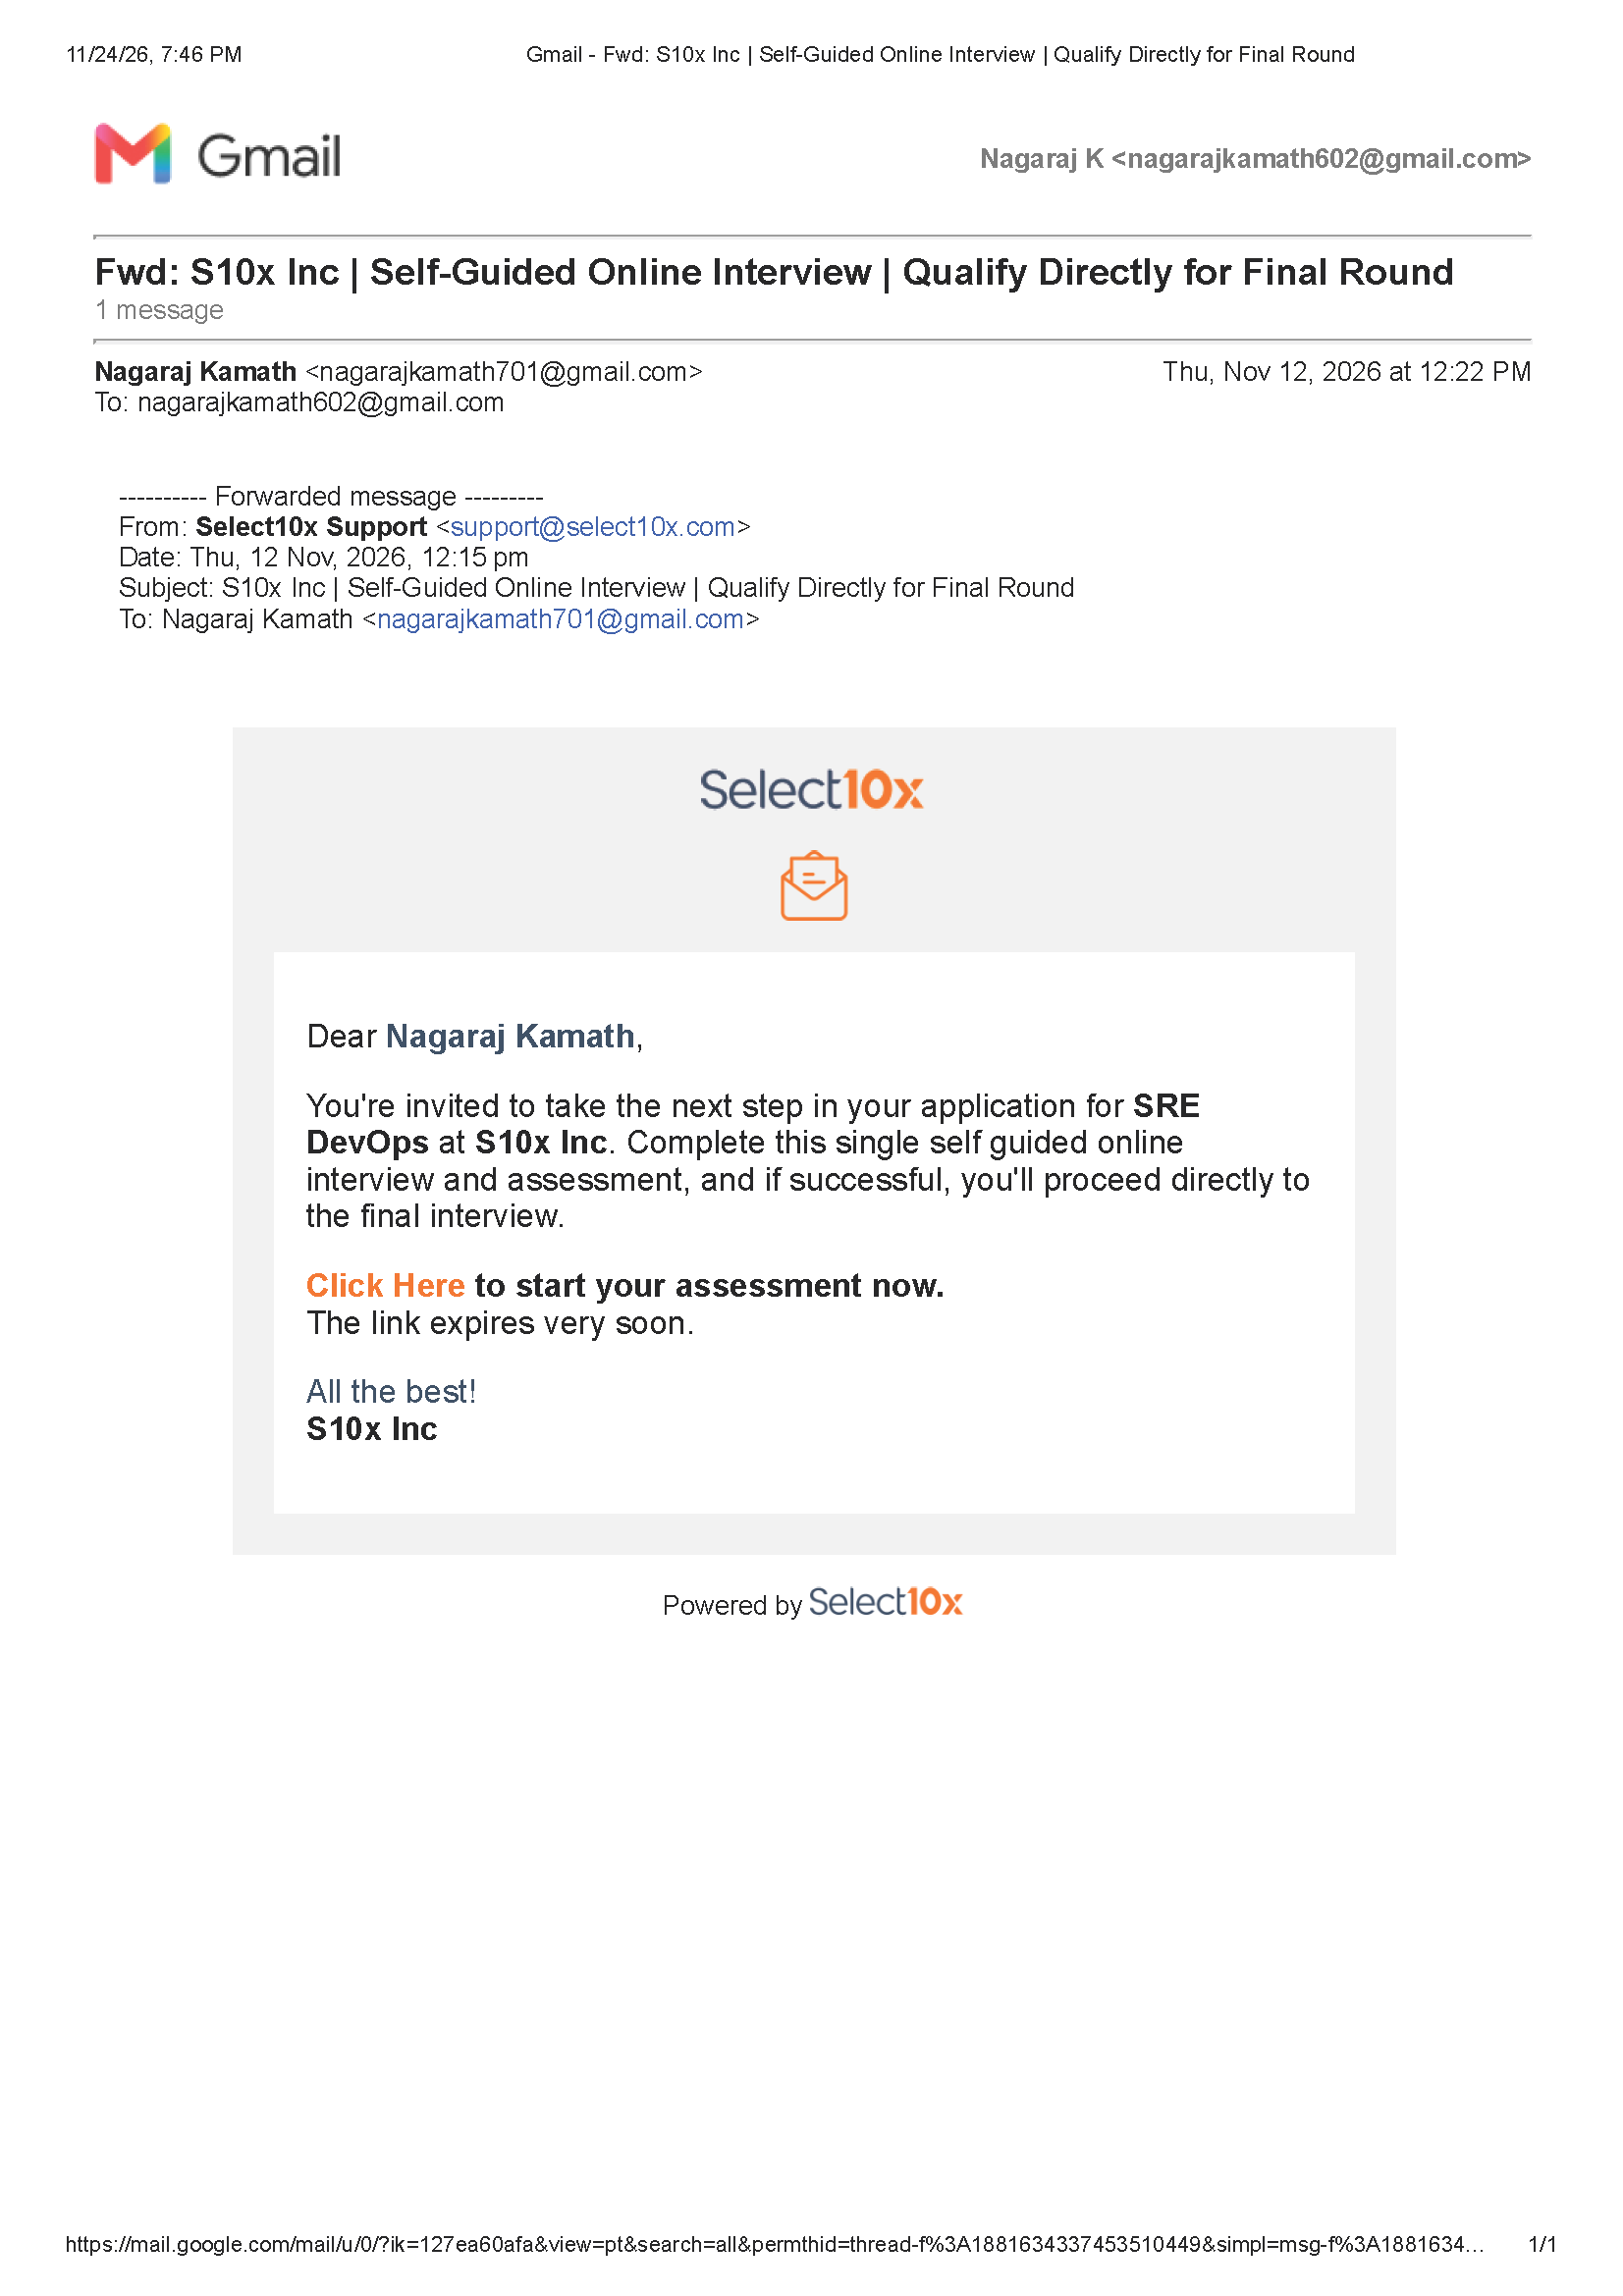 11/24/26, 7:46 PM
Gmail - Fwd: S10x Inc | Self-Guided Online Interview | Qualify Directly for Final Round
Gmail
Nagaraj K <nagarajkamath602@gmail.com>
Fwd: S10x Inc | Self-Guided Online Interview | Qualify Directly for Final Round
1 message
Nagaraj Kamath <nagarajkamath701@gmail.com>
Thu, Nov 12, 2026 at 12:22 PM
To: nagarajkamath602@gmail.com
---------- Forwarded message ---------
From: Select10x Support <support@select10x.com>
Date: Thu, 12 Nov, 2026, 12:15 pm
Subject: S10x Inc | Self-Guided Online Interview | Qualify Directly for Final Round
To: Nagaraj Kamath <nagarajkamath701@gmail.com>
Select10x
Dear Nagaraj Kamath,
You're invited to take the next step in your application for SRE
DevOps at S10x Inc. Complete this single self guided online
interview and assessment, and if successful, you'll proceed directly to
the final interview.
Click Here to start your assessment now.
The link expires very soon.
All the best!
S10x Inc
Powered by Select10x
https://mail.google.com/mail/u/0/?ik=127ea60afa&view=pt&search=all&permthid=thread-f%3A1881634337453510449&simpl=msg-f%3A1881634…
1/1